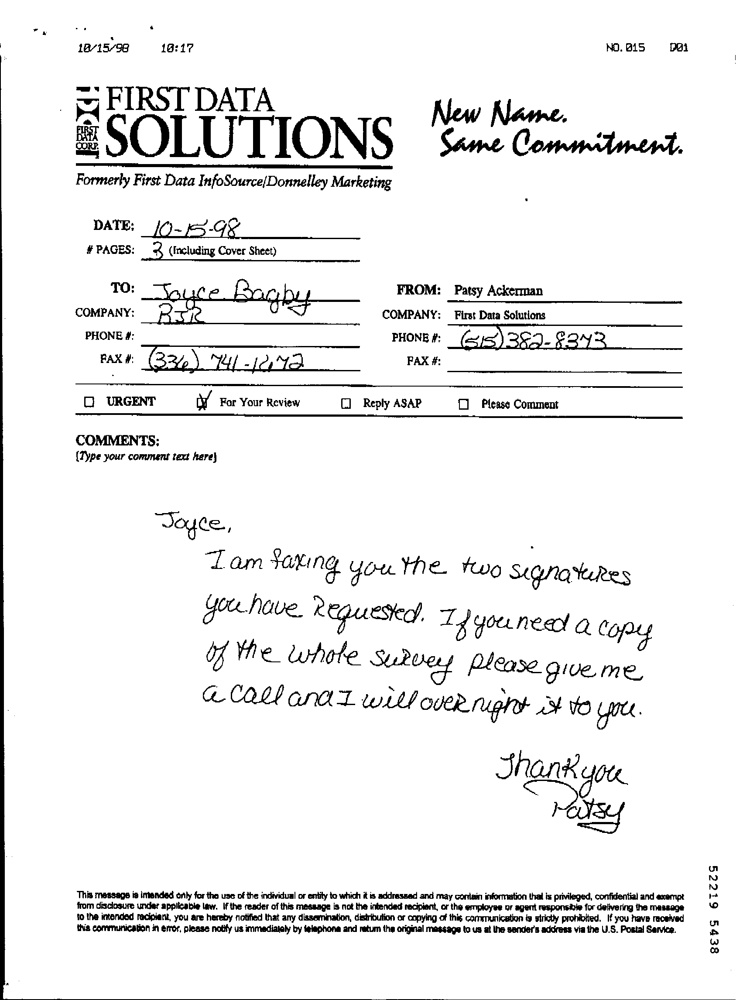 10/15/98 10:17 NO. 015 D01
FIRST DATA
SOLUTIONS
FIRST
DATA
CORP.
Formerly First Data InfoSource/Donnelley Marketing
New Name.
Same Commitment.
DATE: 10-15-98
# PAGES: 3 (Including Cover Sheet)
TO: Joyce Bagby FROM: Patsy Ackerman
COMPANY: RJR COMPANY: First Data Solutions
PHONE #: PHONE #: (515) 382-8373
FAX #: (336) 741-1672 FAX #:
URGENT For Your Review Reply ASAP Please Comment
COMMENTS:
[Type your comment text here]
Joyce,
I am faxing you the two signatures
you have requested. If you need a copy
of the whole survey please give me
a call and I will overnight it to you.
Thank you
Patsy
This message is intended only for the use of the individual or entity to which it is addressed and may contain information that is privileged, confidential and exempt
from disclosure under applicable law. If the reader of this message is not the intended recipient, or the employee or agent responsible for delivering the message
to the intended recipient, you are hereby notified that any dissemination, distribution or copying of this communication is strictly prohibited. If you have received
this communication in error, please notify us immediately by telephone and return the original message to us at the sender's address via the U.S. Postal Service.
52219 5438